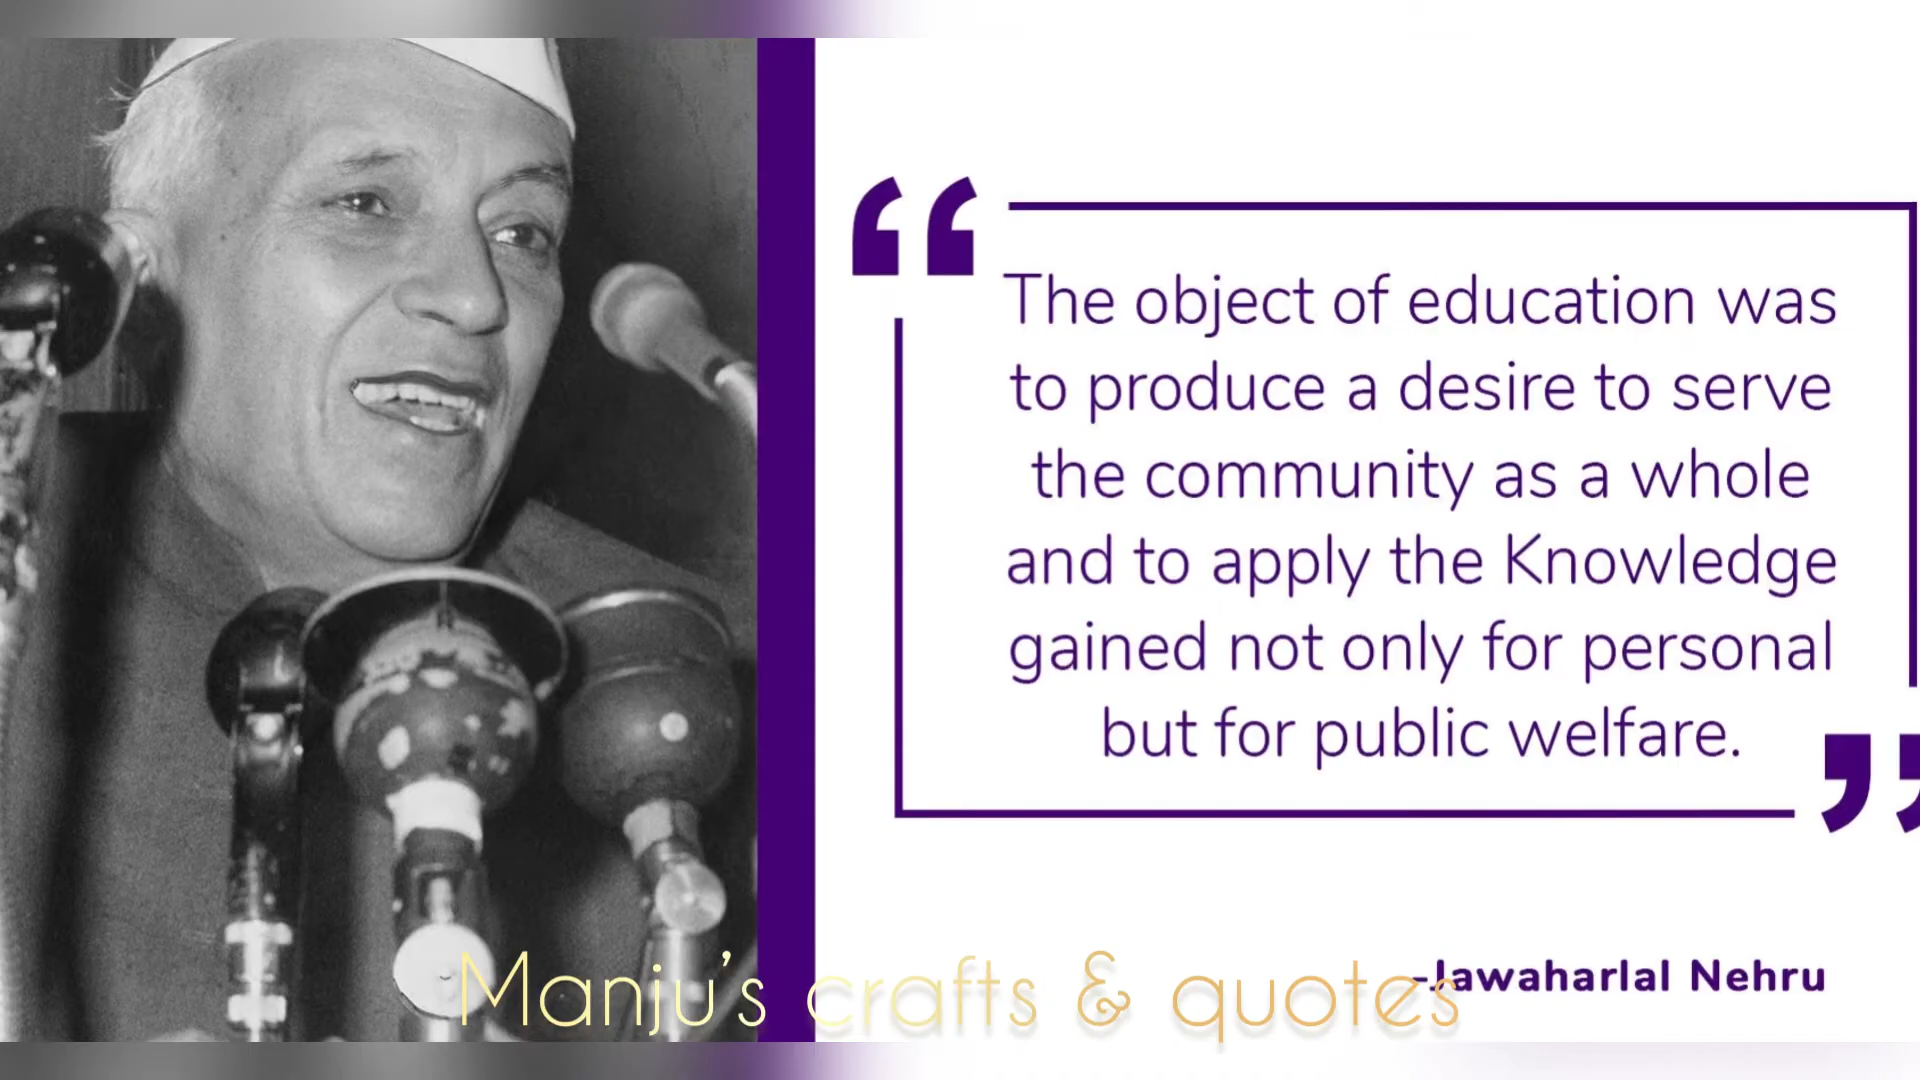 The object of education was
to produce a desire to serve
the community as a whole
and to apply the Knowledge
gained not only for personal
but for public welfare.
-Jawaharlal Nehru
Manju's crafts & quotes